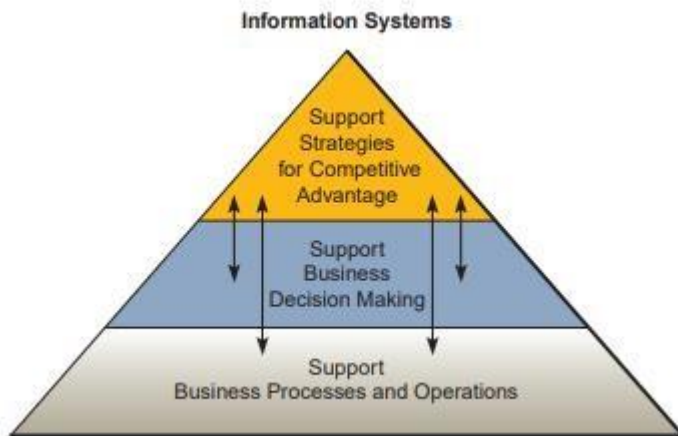 Information Systems
Support
Strategies
for Competitive
Advantage
Support
Business
Decision Making
Support
Business Processes and Operations